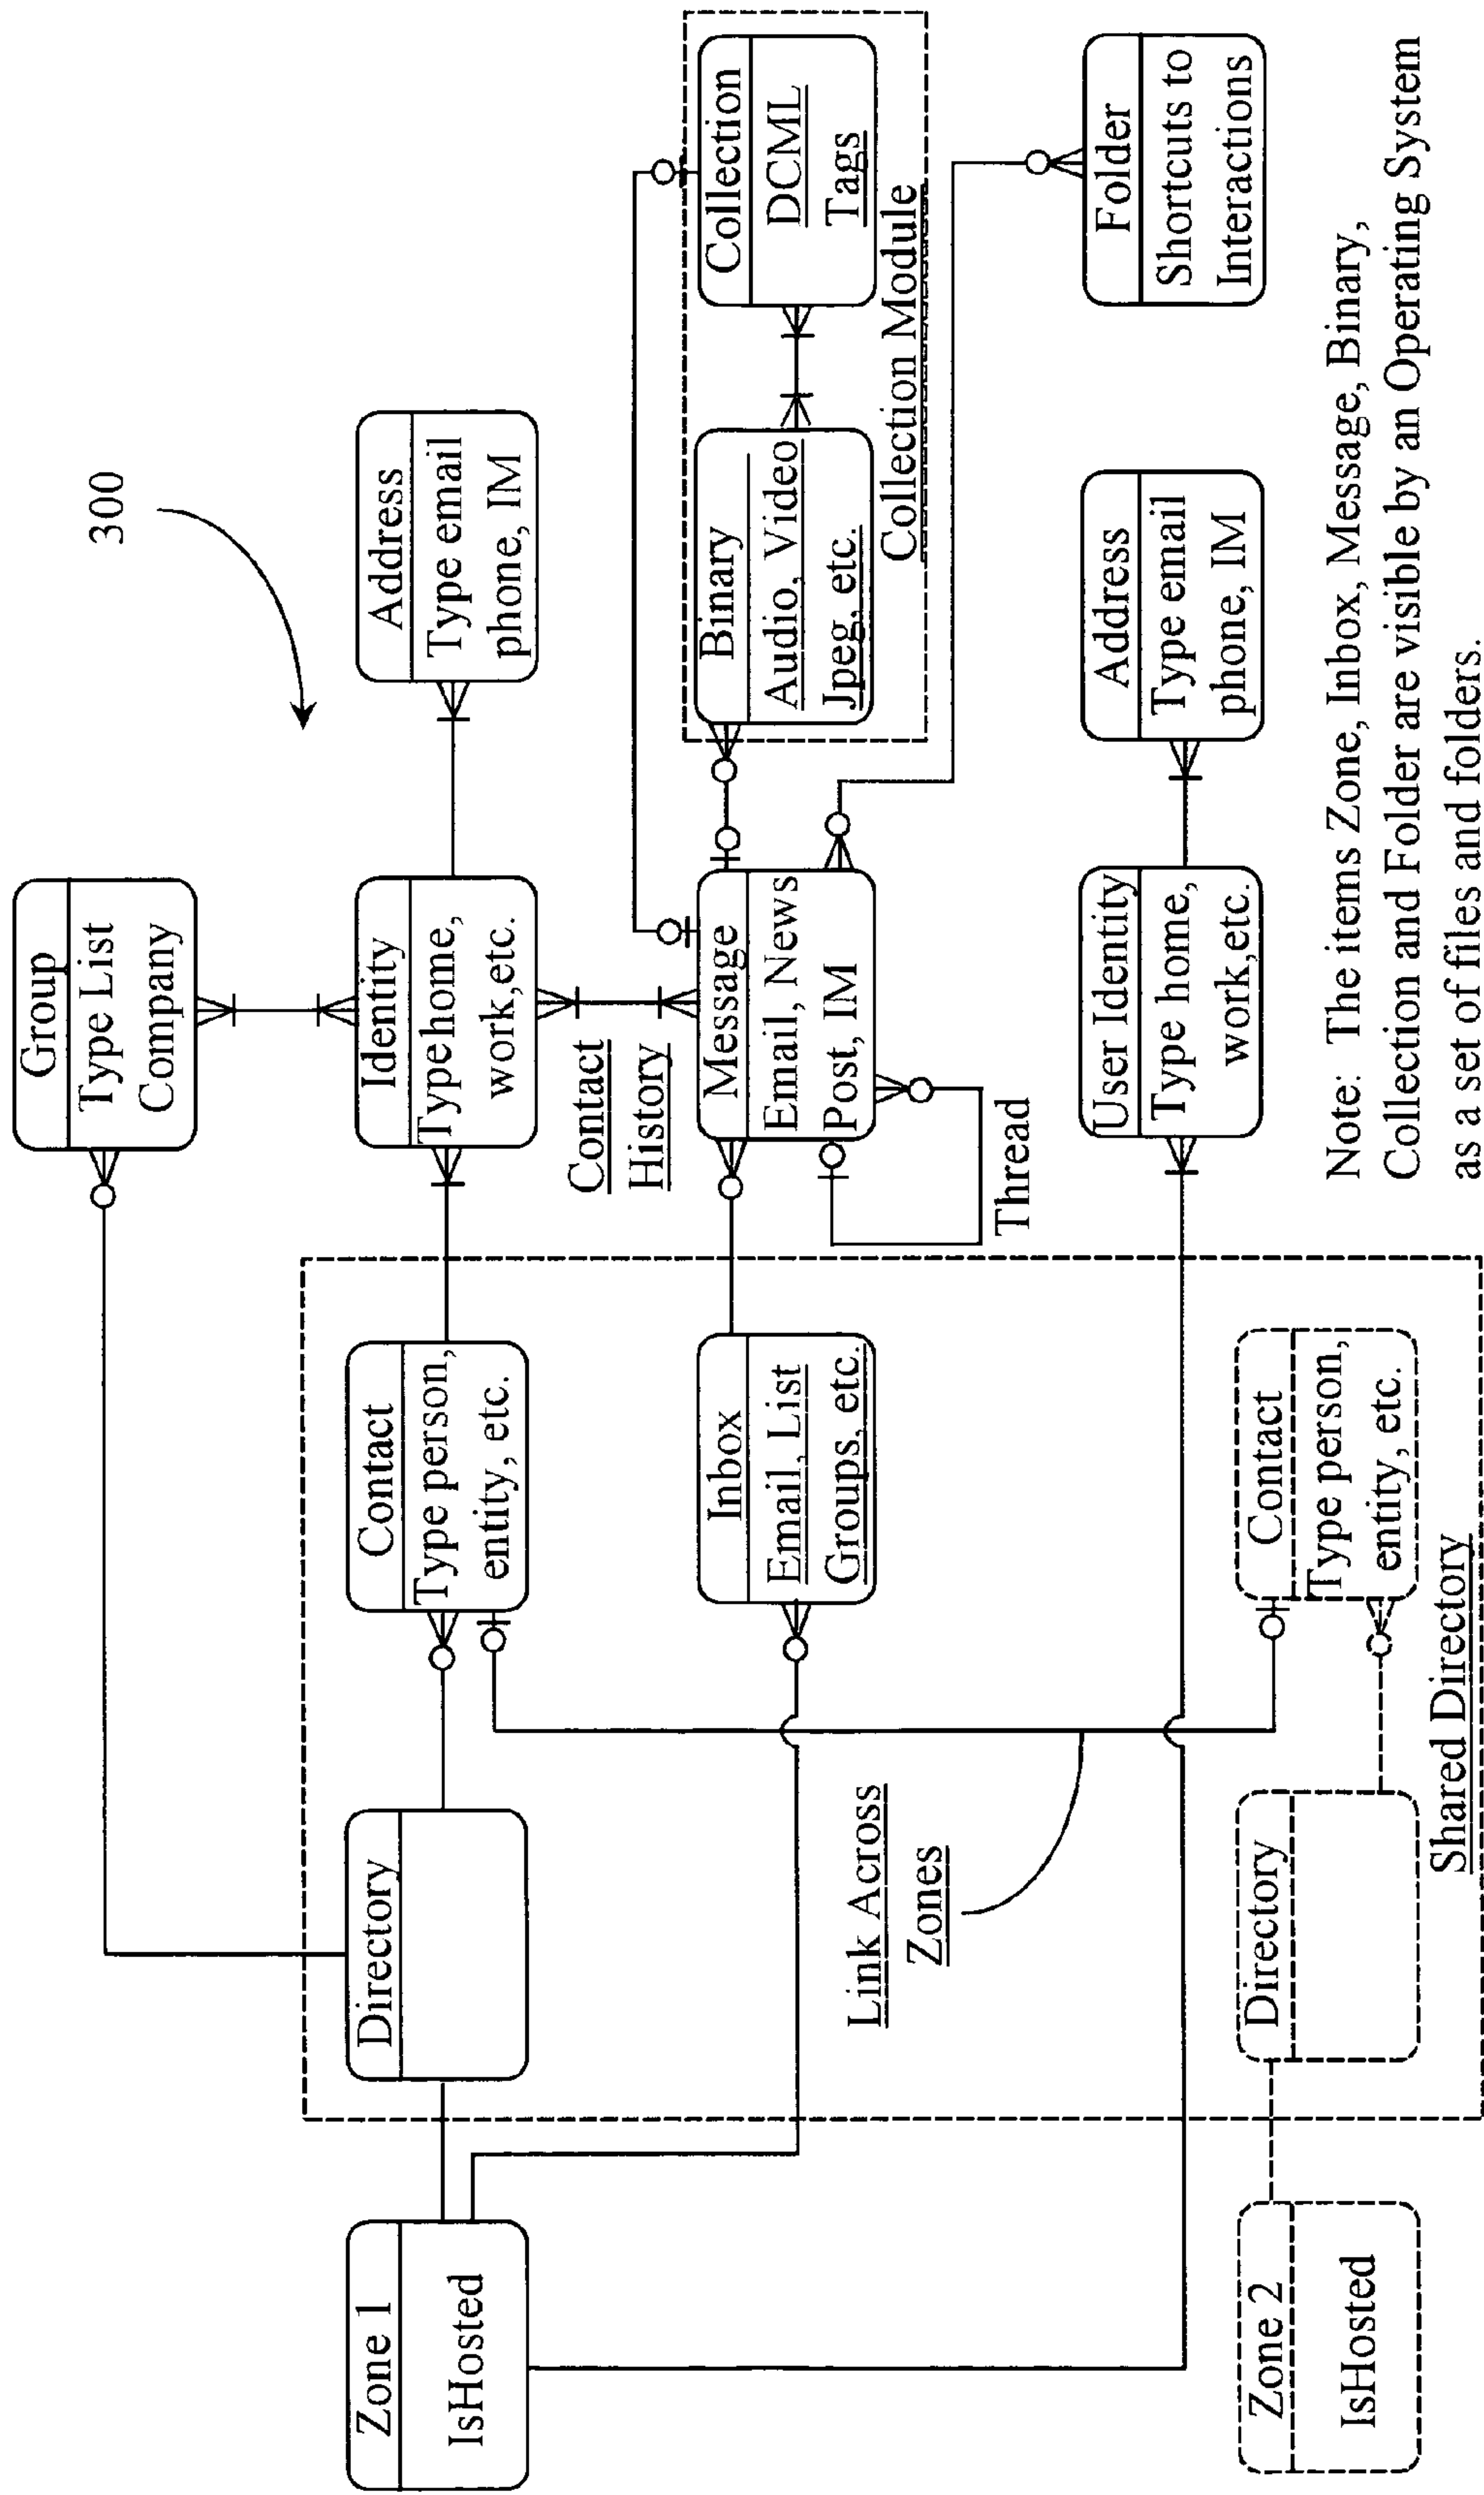 300
Group
Type List
Company
Zone 1
IsHosted
Directory
Contact
Type person,
entity, etc.
Identity
Type home,
work,etc.
Address
Type email
phone, IM
Contact
History
Inbox
Email, List
Groups, etc.
Message
Email, News
Post, IM
Thread
Binary
Audio, Video
Jpeg, etc.
Collection
DCML
Tags
Collection Module
Link Across
Zones
User Identity
Type home,
work,etc.
Address
Type email
phone, IM
Folder
Shortcuts to
Interactions
Zone 2
IsHosted
Directory
Contact
Type person,
entity, etc.
Shared Directory
Note: The items Zone, Inbox, Message, Binary,
Collection and Folder are visible by an Operating System
as a set of files and folders.